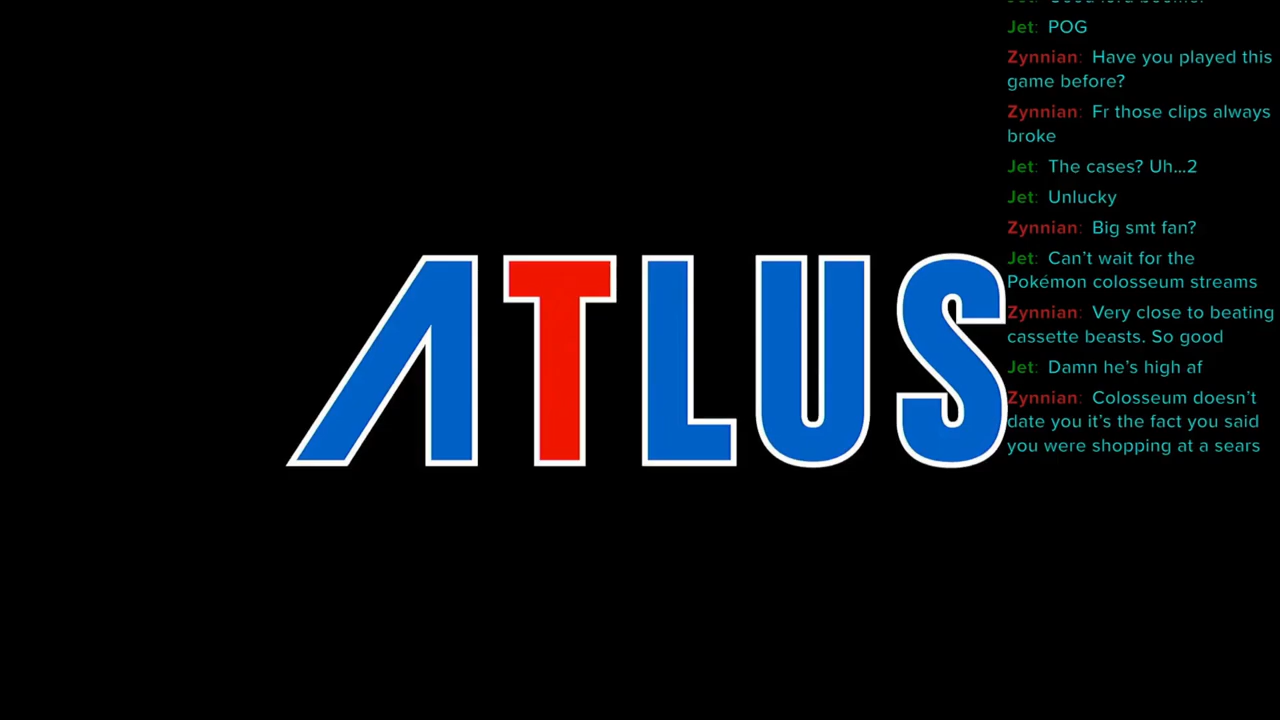 Jet: POG
Zynnian: Have you played this
game before?
Zynnian: Fr those clips always
broke
Jet: The cases? Uh...2
Jet: Unlucky
Zynnian: Big smt fan?
Jet: Can't wait for the
Pokémon colosseum streams
Zynnian: Very close to beating
cassette beasts. So good
Jet: Damn he's high af
Zynnian: Colosseum doesn't
date you it's the fact you said
you were shopping at a sears
ATLUS